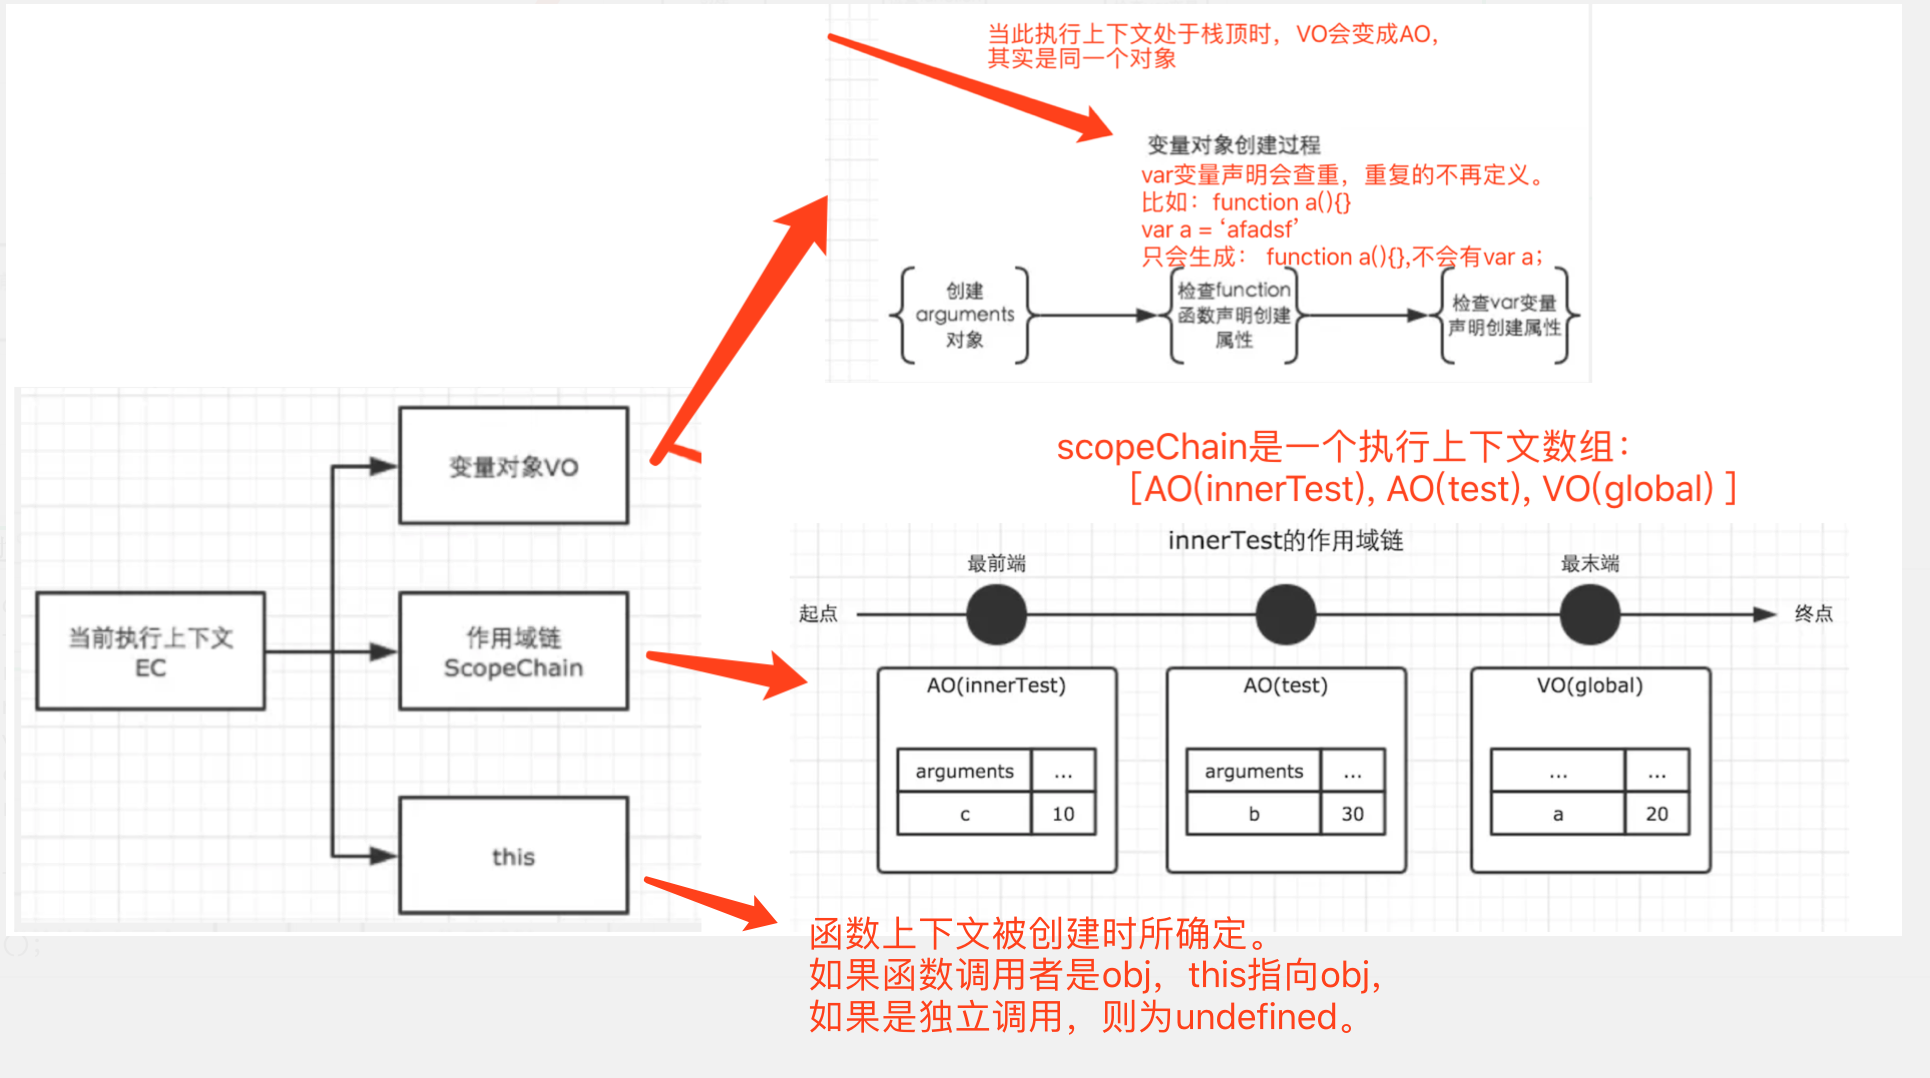 当此执行上下文处于栈顶时，VO会变成AO，
其实是同一个对象
变量对象创建过程
var变量声明会查重，重复的不再定义。
比如：function a(){}
var a = ‘afadsf’
只会生成： function a(){},不会有var a；
创建
arguments
对象
检查function
函数声明创建
属性
检查var变量
声明创建属性
变量对象VO
当前执行上下文
EC
作用域链
ScopeChain
this
scopeChain是一个执行上下文数组：
[AO(innerTest), AO(test), VO(global) ]
innerTest的作用域链
最前端
最末端
起点
终点
AO(innerTest)
arguments ...
c 10
AO(test)
arguments ...
b 30
VO(global)
... ...
a 20
函数上下文被创建时所确定。
如果函数调用者是obj，this指向obj，
如果是独立调用，则为undefined。